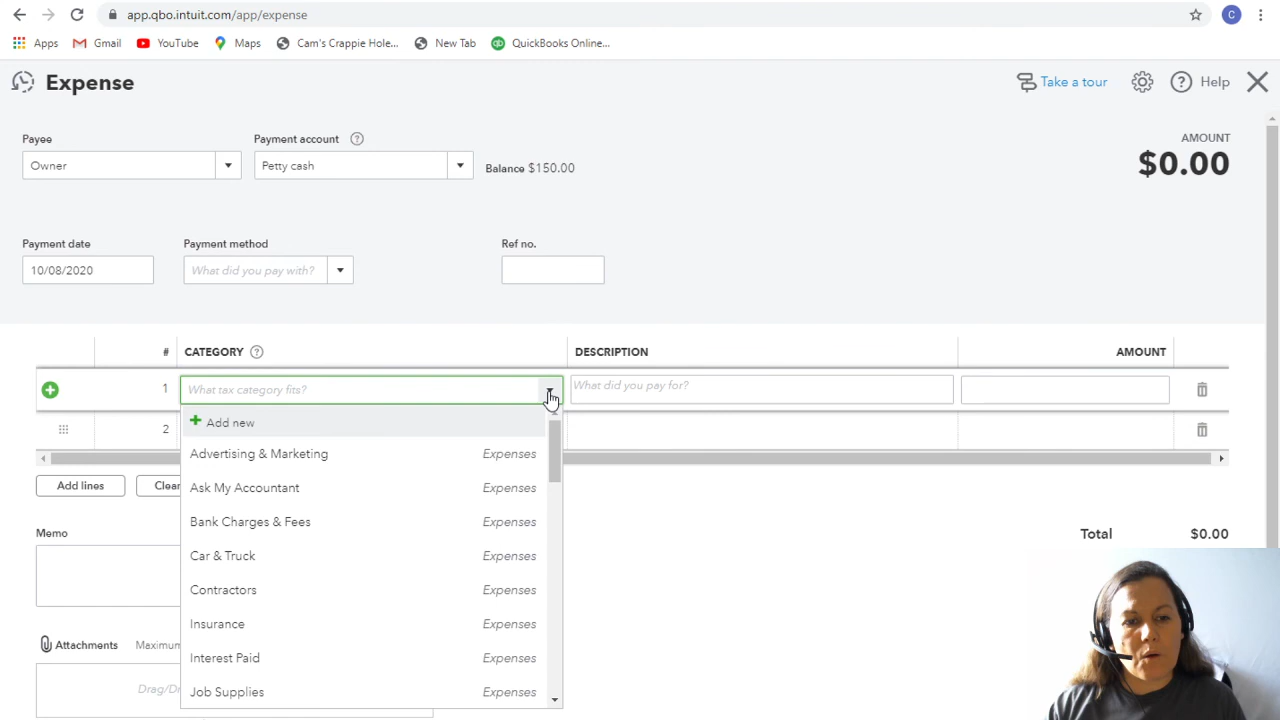 app.qbo.intuit.com/app/expense
C
Apps Gmail YouTube Maps Cam's Crappie Hole... New Tab QuickBooks Online...
Expense
Take a tour Help
Payee Payment account
AMOUNT
Owner Petty cash Balance $150.00
$0.00
Payment date Payment method Ref no.
10/08/2020 What did you pay with?
# CATEGORY DESCRIPTION AMOUNT
1 What tax category fits? What did you pay for?
Add new
2
Advertising & Marketing Expenses
Add lines Clear
Ask My Accountant Expenses
Bank Charges & Fees Expenses
Memo Total $0.00
Car & Truck Expenses
Contractors Expenses
Insurance Expenses
Attachments Maximum
Interest Paid Expenses
Drag/Dr
Job Supplies Expenses